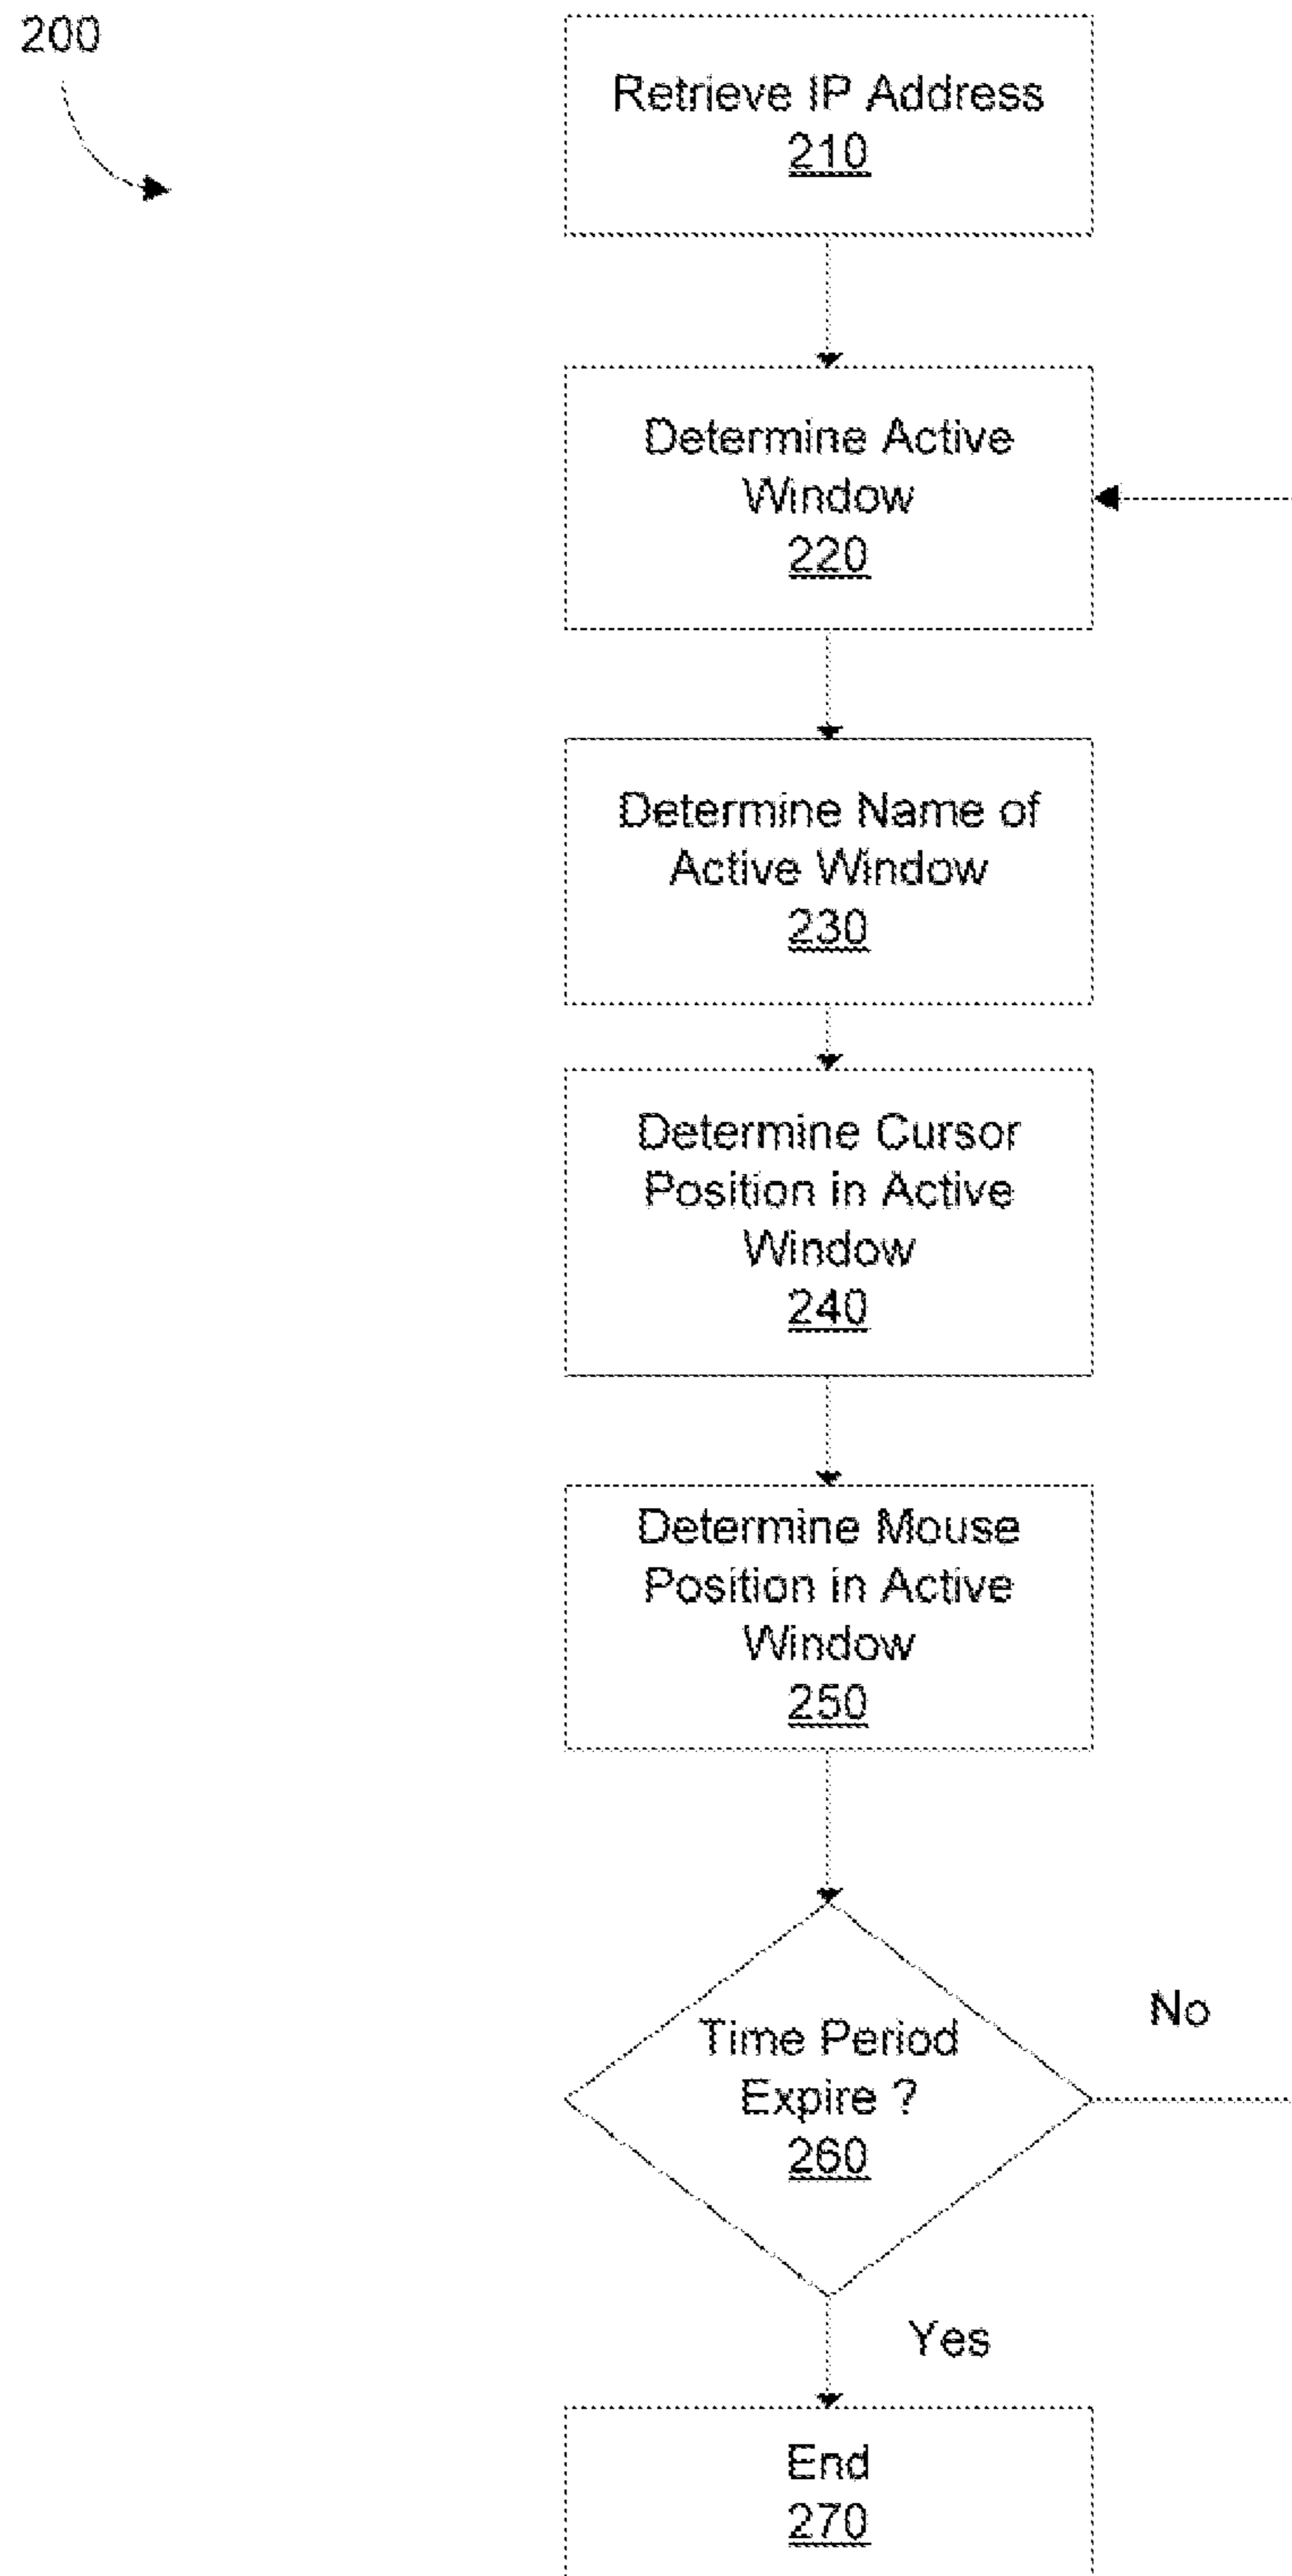 200
Retrieve IP Address
210
Determine Active
Window
220
Determine Name of
Active Window
230
Determine Cursor
Position in Active
Window
240
Determine Mouse
Position in Active
Window
250
Time Period
Expire ?
260
No
Yes
End
270